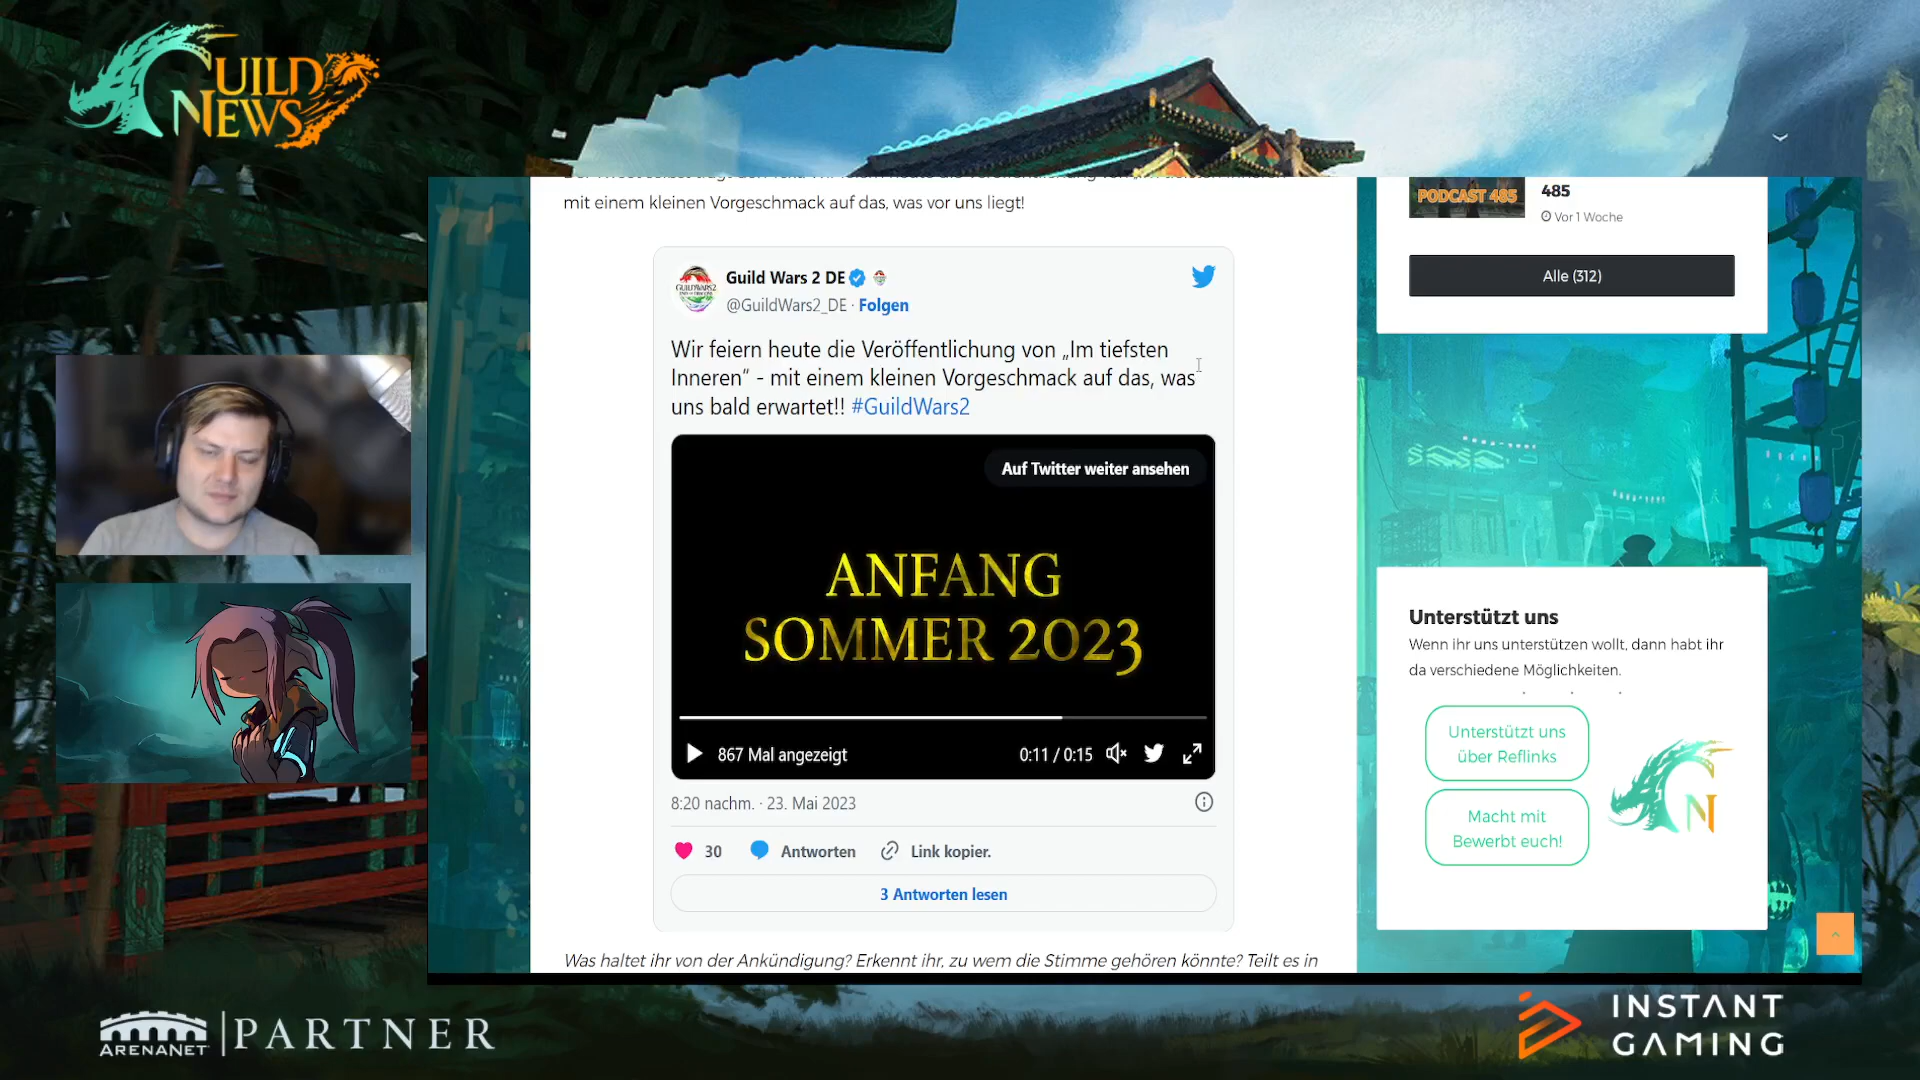 GUILD
NEWS
mit einem kleinen Vorgeschmack auf das, was vor uns liegt!
Guild Wars 2 DE
@GuildWars2_DE · Folgen
Wir feiern heute die Veröffentlichung von „Im tiefsten
Inneren“ - mit einem kleinen Vorgeschmack auf das, was
uns bald erwartet!! #GuildWars2
Auf Twitter weiter ansehen
ANFANG
SOMMER 2023
867 Mal angezeigt
0:11 / 0:15
8:20 nachm. · 23. Mai 2023
30
Antworten
Link kopier.
3 Antworten lesen
Was haltet ihr von der Ankündigung? Erkennt ihr, zu wem die Stimme gehören könnte? Teilt es in
PODCAST 485
485
Vor 1 Woche
Alle (312)
Unterstützt uns
Wenn ihr uns unterstützen wollt, dann habt ihr
da verschiedene Möglichkeiten.
Unterstützt uns
über Reflinks
Macht mit
Bewerbt euch!
N
ARENANET
PARTNER
INSTANT
GAMING